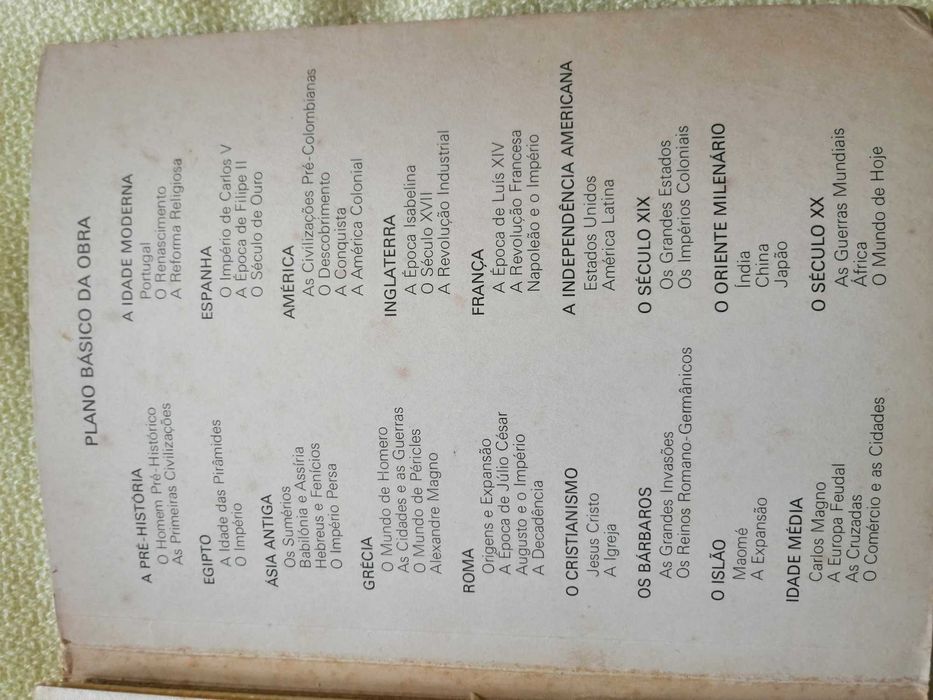 PLANO BÁSICO DA OBRA
A PRÉ-HISTÓRIA
O Homem Pré-Histórico
As Primeiras Civilizações
EGIPTO
A Idade das Pirâmides
O Império
ÁSIA ANTIGA
Os Sumérios
Babilónia e Assíria
Hebreus e Fenícios
O Império Persa
GRÉCIA
O Mundo de Homero
As Cidades e as Guerras
O Mundo de Péricles
Alexandre Magno
ROMA
Origens e Expansão
A Época de Júlio César
Augusto e o Império
A Decadência
O CRISTIANISMO
Jesus Cristo
A Igreja
OS BÁRBAROS
As Grandes Invasões
Os Reinos Romano-Germânicos
O ISLÃO
Maomé
A Expansão
IDADE MÉDIA
Carlos Magno
A Europa Feudal
As Cruzadas
O Comércio e as Cidades
A IDADE MODERNA
Portugal
O Renascimento
A Reforma Religiosa
ESPANHA
O Império de Carlos V
A Época de Filipe II
O Século de Ouro
AMÉRICA
As Civilizações Pré-Colombianas
O Descobrimento
A Conquista
A América Colonial
INGLATERRA
A Época Isabelina
O Século XVII
A Revolução Industrial
FRANÇA
A Época de Luís XIV
A Revolução Francesa
Napoleão e o Império
A INDEPENDÊNCIA AMERICANA
Estados Unidos
América Latina
O SÉCULO XIX
Os Grandes Estados
Os Impérios Coloniais
O ORIENTE MILENÁRIO
Índia
China
Japão
O SÉCULO XX
As Guerras Mundiais
África
O Mundo de Hoje